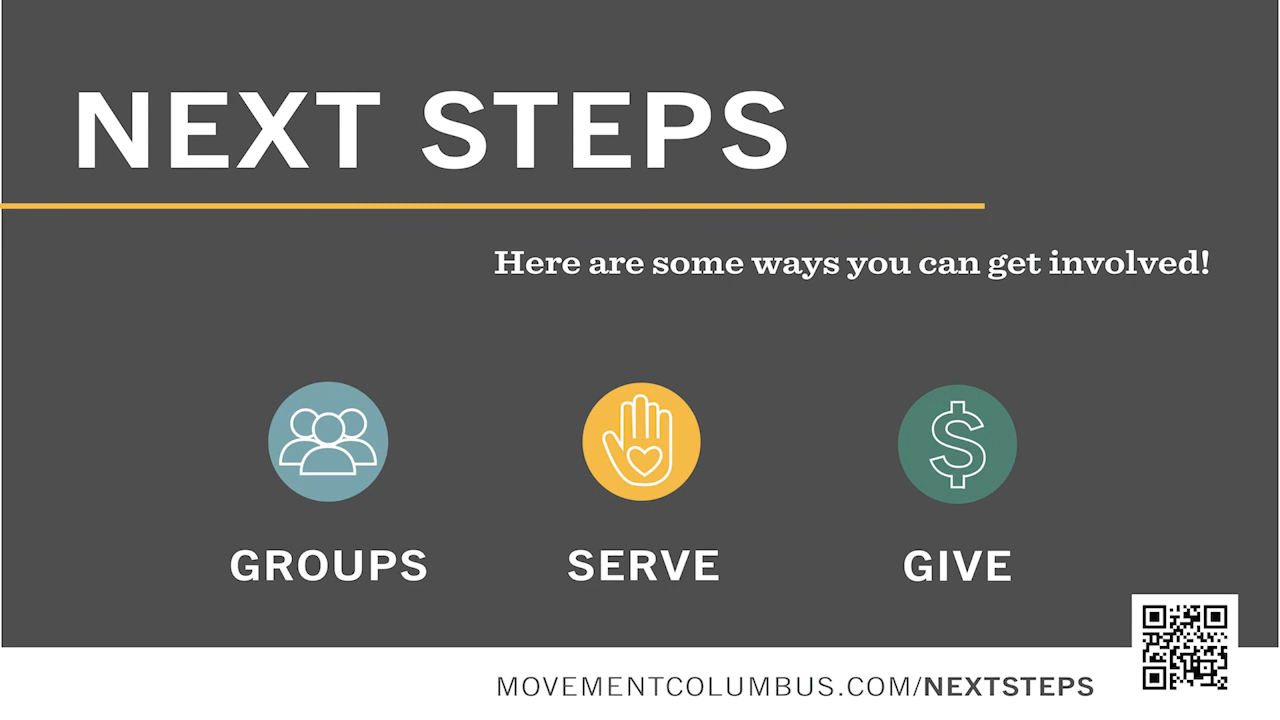 NEXT STEPS
Here are some ways you can get involved!
$
GROUPS
SERVE
GIVE
MOVEMENTCOLUMBUS.COM/NEXTSTEPS